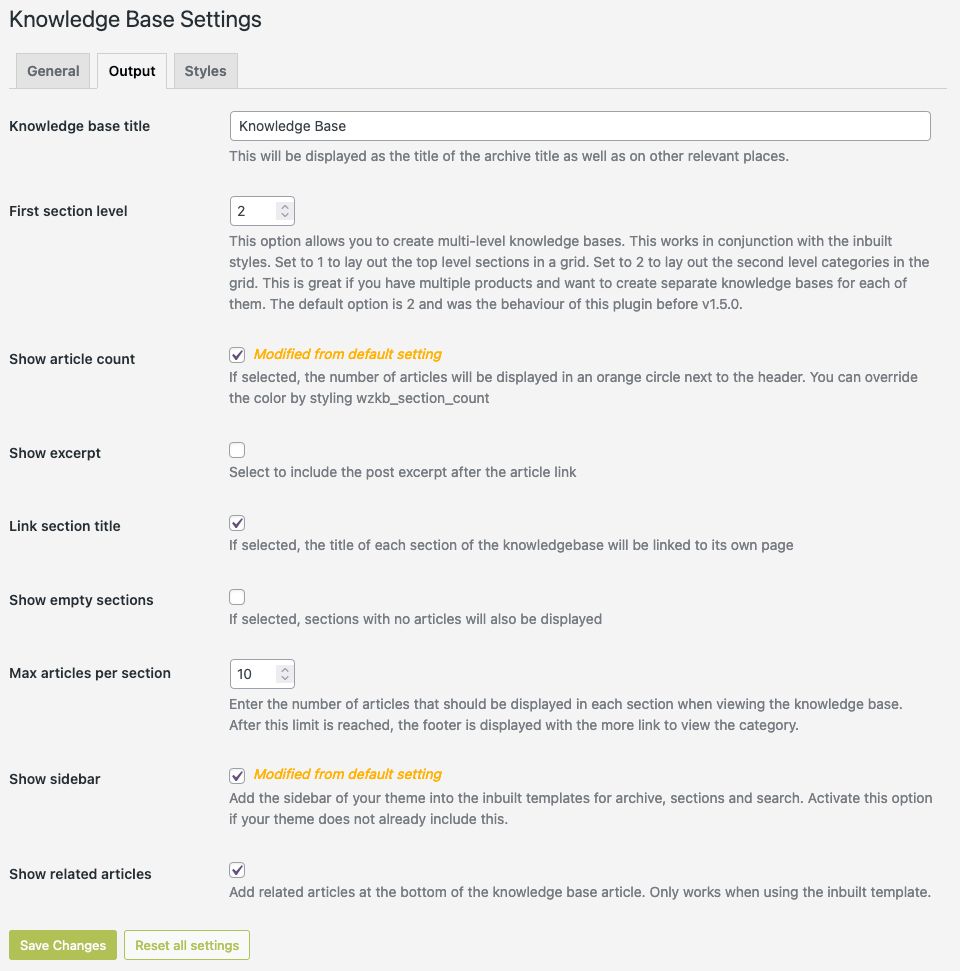 Knowledge Base Settings
General
Output
Styles
Knowledge base title
Knowledge Base
This will be displayed as the title of the archive title as well as on other relevant places.
First section level
2
This option allows you to create multi-level knowledge bases. This works in conjunction with the inbuilt
styles. Set to 1 to lay out the top level sections in a grid. Set to 2 to lay out the second level categories in the
grid. This is great if you have multiple products and want to create separate knowledge bases for each of
them. The default option is 2 and was the behaviour of this plugin before v1.5.0.
Show article count
Modified from default setting
If selected, the number of articles will be displayed in an orange circle next to the header. You can override
the color by styling wzkb_section_count
Show excerpt
Select to include the post excerpt after the article link
Link section title
If selected, the title of each section of the knowledgebase will be linked to its own page
Show empty sections
If selected, sections with no articles will also be displayed
Max articles per section
10
Enter the number of articles that should be displayed in each section when viewing the knowledge base.
After this limit is reached, the footer is displayed with the more link to view the category.
Show sidebar
Modified from default setting
Add the sidebar of your theme into the inbuilt templates for archive, sections and search. Activate this option
if your theme does not already include this.
Show related articles
Add related articles at the bottom of the knowledge base article. Only works when using the inbuilt template.
Save Changes
Reset all settings